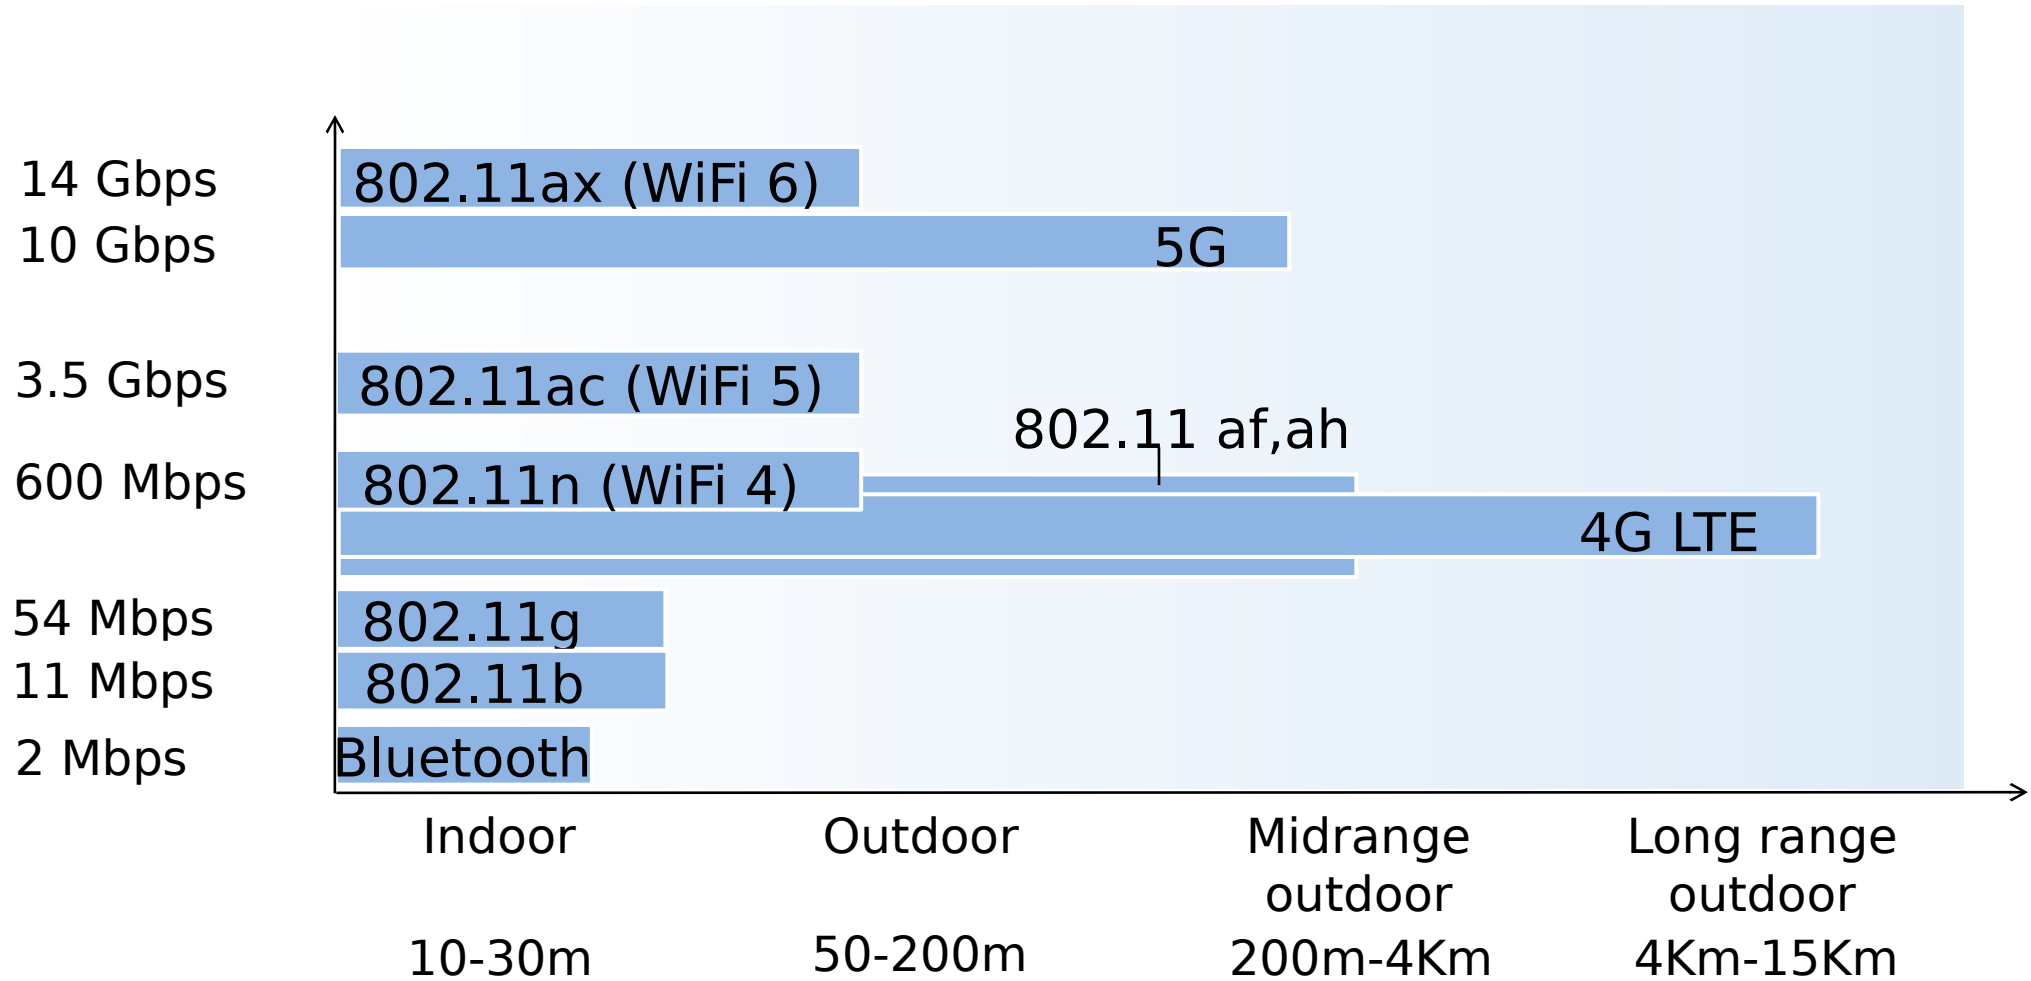 14 Gbps
802.11ax (WiFi 6)
10 Gbps
5G
3.5 Gbps
802.11ac (WiFi 5)
802.11 af,ah
600 Mbps
802.11n (WiFi 4)
4G LTE
54 Mbps
802.11g
11 Mbps
802.11b
2 Mbps
Bluetooth
Indoor
10-30m
Outdoor
50-200m
Midrange
outdoor
200m-4Km
Long range
outdoor
4Km-15Km